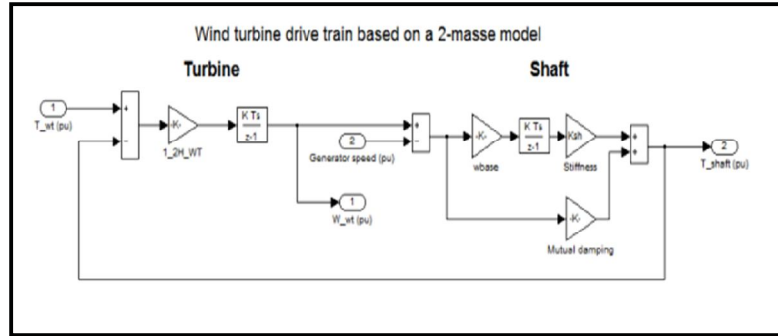 Wind turbine drive train based on a 2-masse model
Turbine
Shaft
1
T_wt (pu)
+
−
-K-
1_2H_WT
K Ts
z-1
2
Generator speed (pu)
1
W_wt (pu)
+
−
-K-
wbase
K Ts
z-1
Ksh
Stiffness
-K-
Mutual damping
+
+
2
T_shaft (pu)